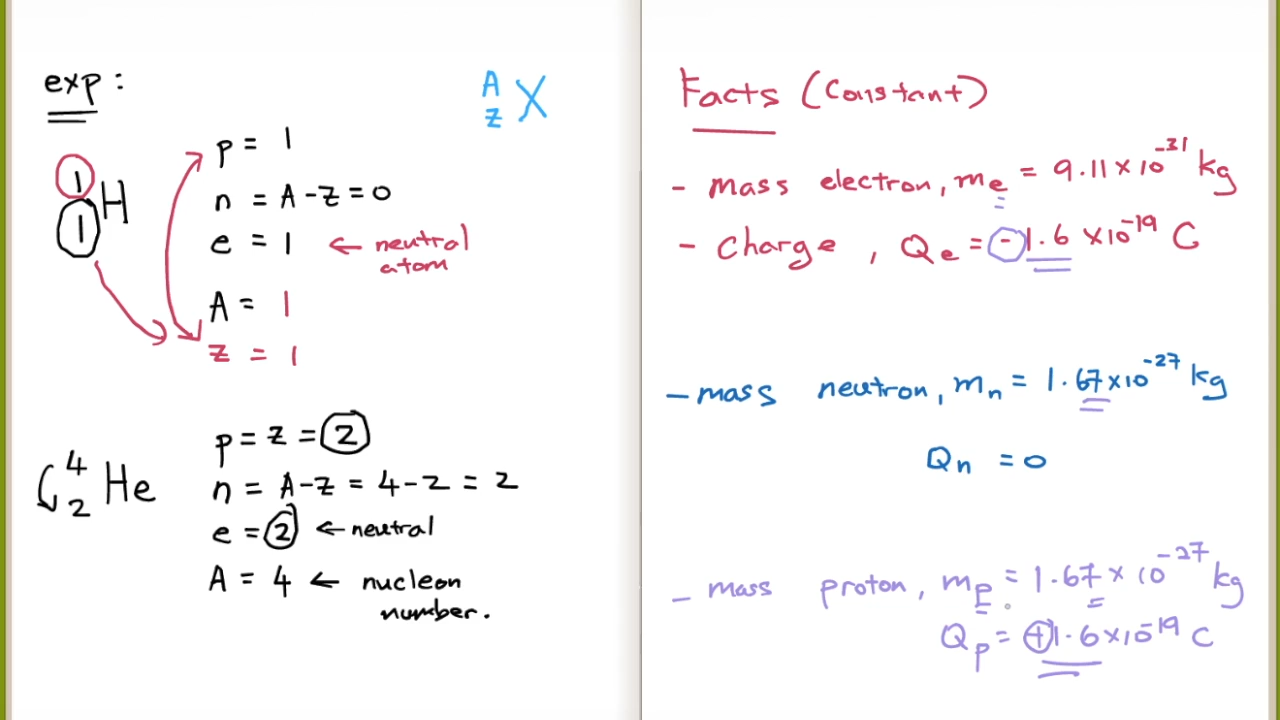 exp :
A
Z X
1
1 H
p = 1
n = A - Z = 0
e = 1 ← neutral
atom
A = 1
Z = 1
4
2 He
p = Z = 2
n = A - Z = 4 - 2 = 2
e = 2 ← neutral
A = 4 ← nucleon
number.
Facts (constant)
- mass electron, me = 9.11 × 10⁻³¹ kg
- charge, Qe = -1.6 × 10⁻¹⁹ C
- mass neutron, mn = 1.67 × 10⁻²⁷ kg
Qn = 0
- mass proton, mp = 1.67 × 10⁻²⁷ kg
Qp = +1.6 × 10⁻¹⁹ C